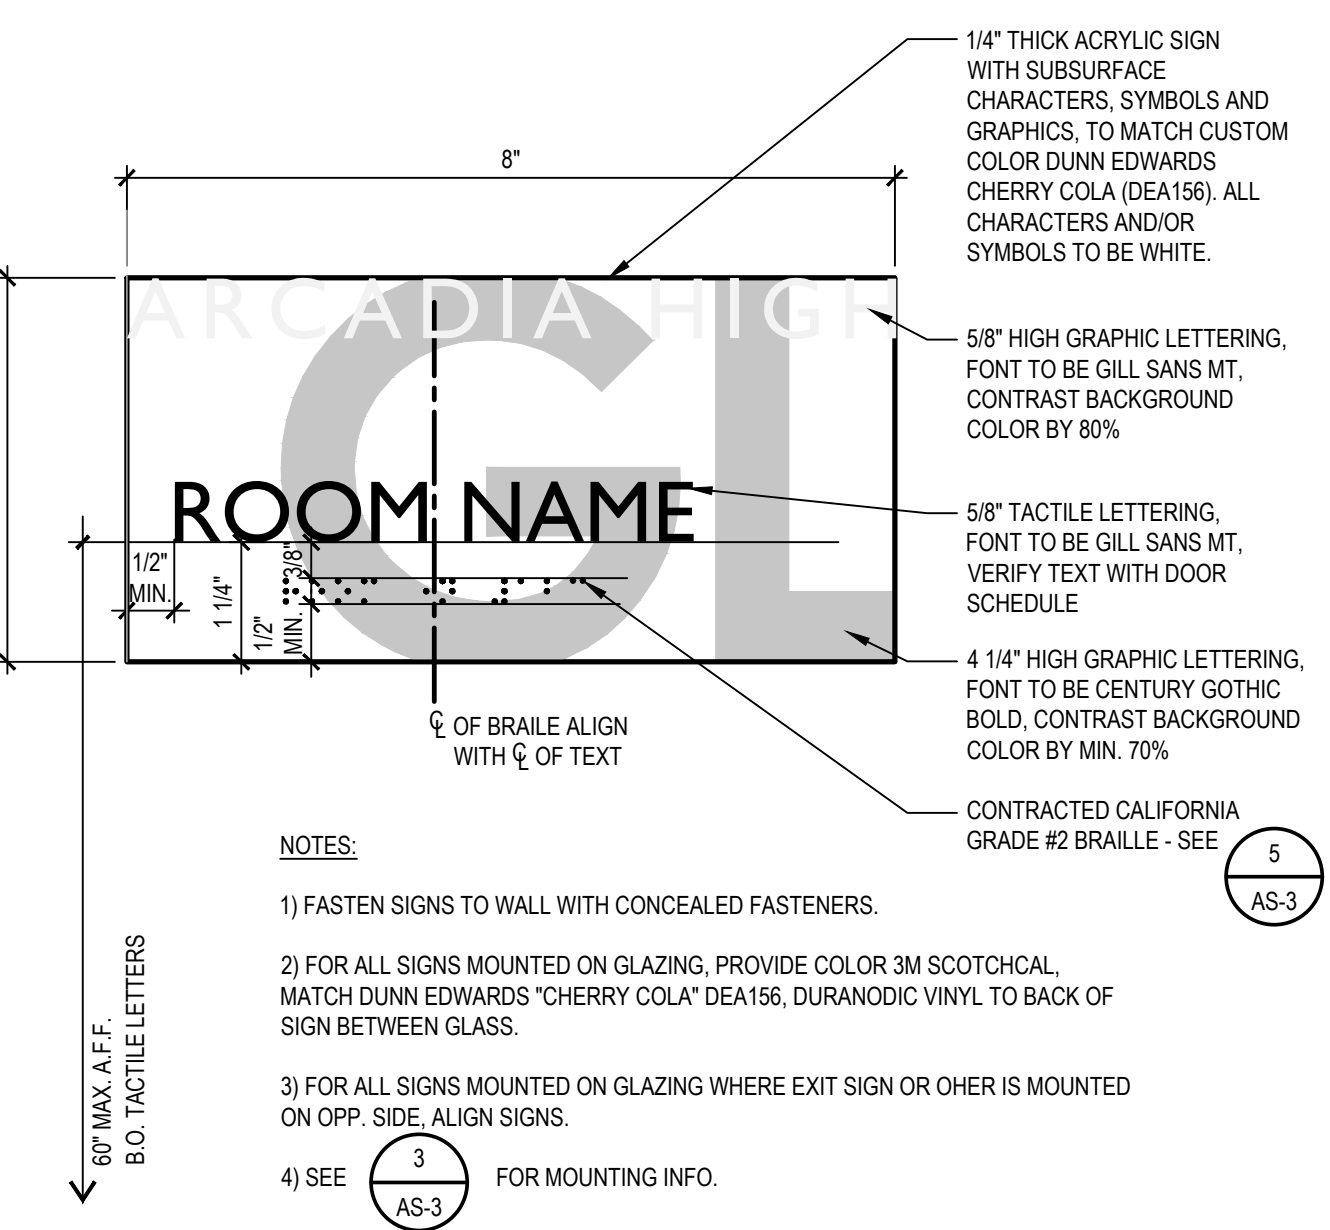 1/4" THICK ACRYLIC SIGN
WITH SUBSURFACE
CHARACTERS, SYMBOLS AND
GRAPHICS, TO MATCH CUSTOM
COLOR DUNN EDWARDS
CHERRY COLA (DEA156). ALL
CHARACTERS AND/OR
SYMBOLS TO BE WHITE.
8"
ARCADIA HIGH
GL
5/8" HIGH GRAPHIC LETTERING,
FONT TO BE GILL SANS MT,
CONTRAST BACKGROUND
COLOR BY 80%
ROOM NAME
5/8" TACTILE LETTERING,
FONT TO BE GILL SANS MT,
VERIFY TEXT WITH DOOR
SCHEDULE
1/2"
MIN.
1 1/4"
1/2"
MIN.
3/8"
4 1/4" HIGH GRAPHIC LETTERING,
FONT TO BE CENTURY GOTHIC
BOLD, CONTRAST BACKGROUND
COLOR BY MIN. 70%
℄ OF BRAILE ALIGN
WITH ℄ OF TEXT
CONTRACTED CALIFORNIA
GRADE #2 BRAILLE - SEE
5
AS-3
NOTES:
1) FASTEN SIGNS TO WALL WITH CONCEALED FASTENERS.
2) FOR ALL SIGNS MOUNTED ON GLAZING, PROVIDE COLOR 3M SCOTCHCAL,
MATCH DUNN EDWARDS "CHERRY COLA" DEA156, DURANODIC VINYL TO BACK OF
SIGN BETWEEN GLASS.
3) FOR ALL SIGNS MOUNTED ON GLAZING WHERE EXIT SIGN OR OHER IS MOUNTED
ON OPP. SIDE, ALIGN SIGNS.
4) SEE 3 FOR MOUNTING INFO.
AS-3
60" MAX. A.F.F.
B.O. TACTILE LETTERS